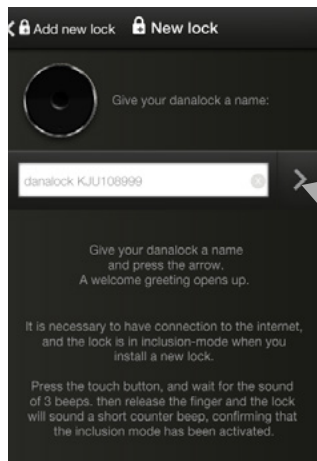 Add new lock New lock
Give your danalock a name:
danalock KJU108999
Give your danalock a name
and press the arrow.
A welcome greeting opens up.
It is necessary to have connection to the internet,
and the lock is in inclusion-mode when you
install a new lock.
Press the touch button, and wait for the sound
of 3 beeps. then release the finger and the lock
will sound a short counter beep, confirming that
the inclusion mode has been activated.